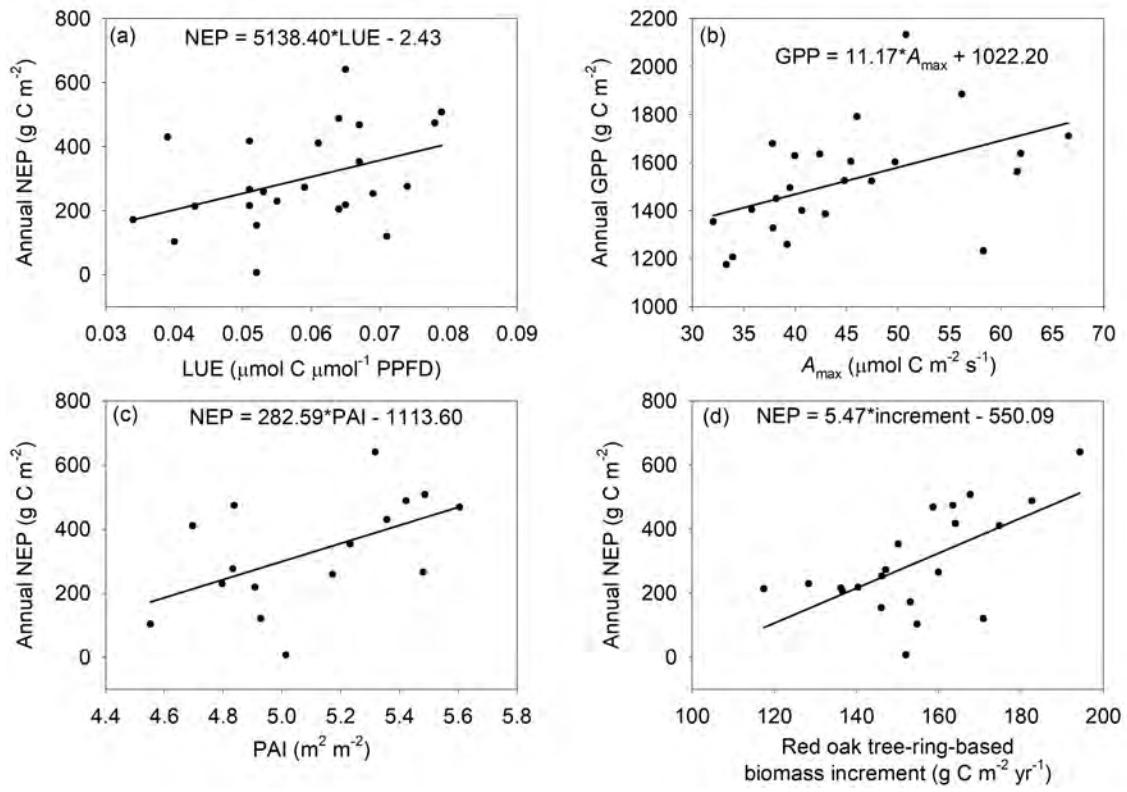 (a) NEP = 5138.40*LUE - 2.43
Annual NEP (g C m⁻²)
800
600
400
200
0
0.03 0.04 0.05 0.06 0.07 0.08 0.09
LUE (μmol C μmol⁻¹ PPFD)
(b)
GPP = 11.17*Amax + 1022.20
Annual GPP (g C m⁻²)
2200
2000
1800
1600
1400
1200
1000
30 35 40 45 50 55 60 65 70
Amax (μmol C m⁻² s⁻¹)
(c) NEP = 282.59*PAI - 1113.60
Annual NEP (g C m⁻²)
800
600
400
200
0
4.4 4.6 4.8 5.0 5.2 5.4 5.6 5.8
PAI (m² m⁻²)
(d) NEP = 5.47*increment - 550.09
Annual NEP (g C m⁻²)
800
600
400
200
0
100 120 140 160 180 200
Red oak tree-ring-based
biomass increment (g C m⁻² yr⁻¹)